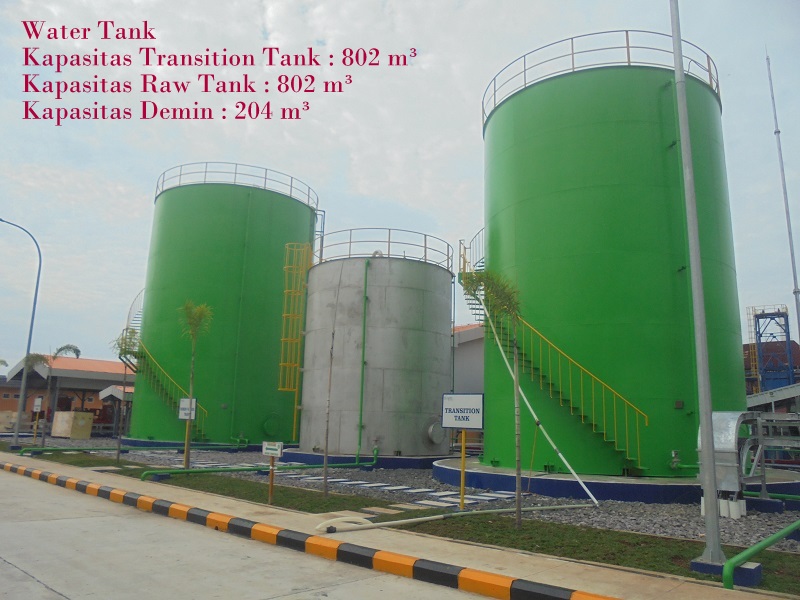 Water Tank
Kapasitas Transition Tank : 802 m³
Kapasitas Raw Tank : 802 m³
Kapasitas Demin : 204 m³
TRANSITION
TANK